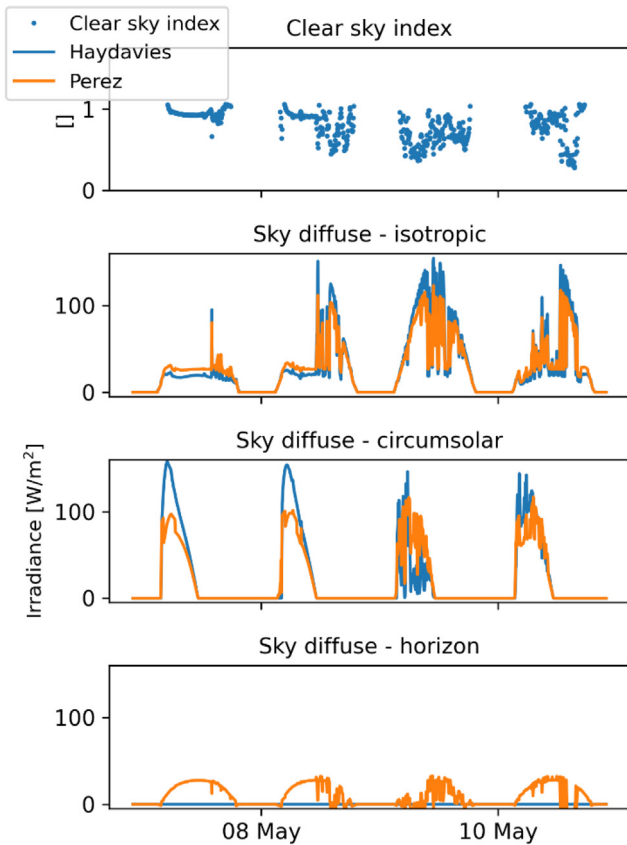 Clear sky index
Haydavies
Perez
Clear sky index
[]
1
0
Sky diffuse - isotropic
100
0
Sky diffuse - circumsolar
100
0
Irradiance [W/m²]
Sky diffuse - horizon
100
0
08 May
10 May